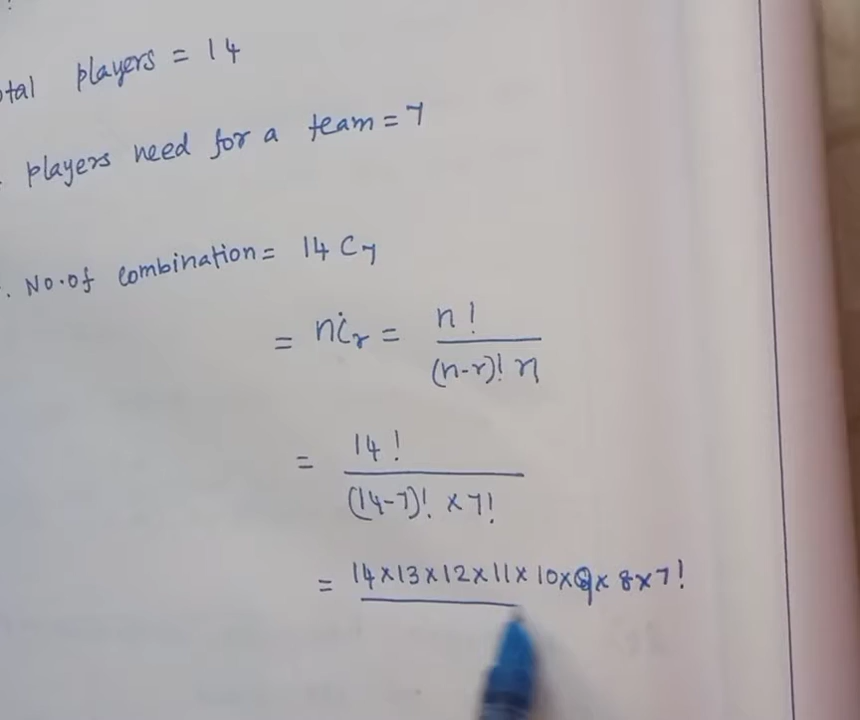 players = 14
players need for a team = 7
. No.of combination = 14 C7
= nCr = n!
(n-r)! r!
= 14!
(14-7)! x 7!
= 14x13x12x11x10x9x8x7!